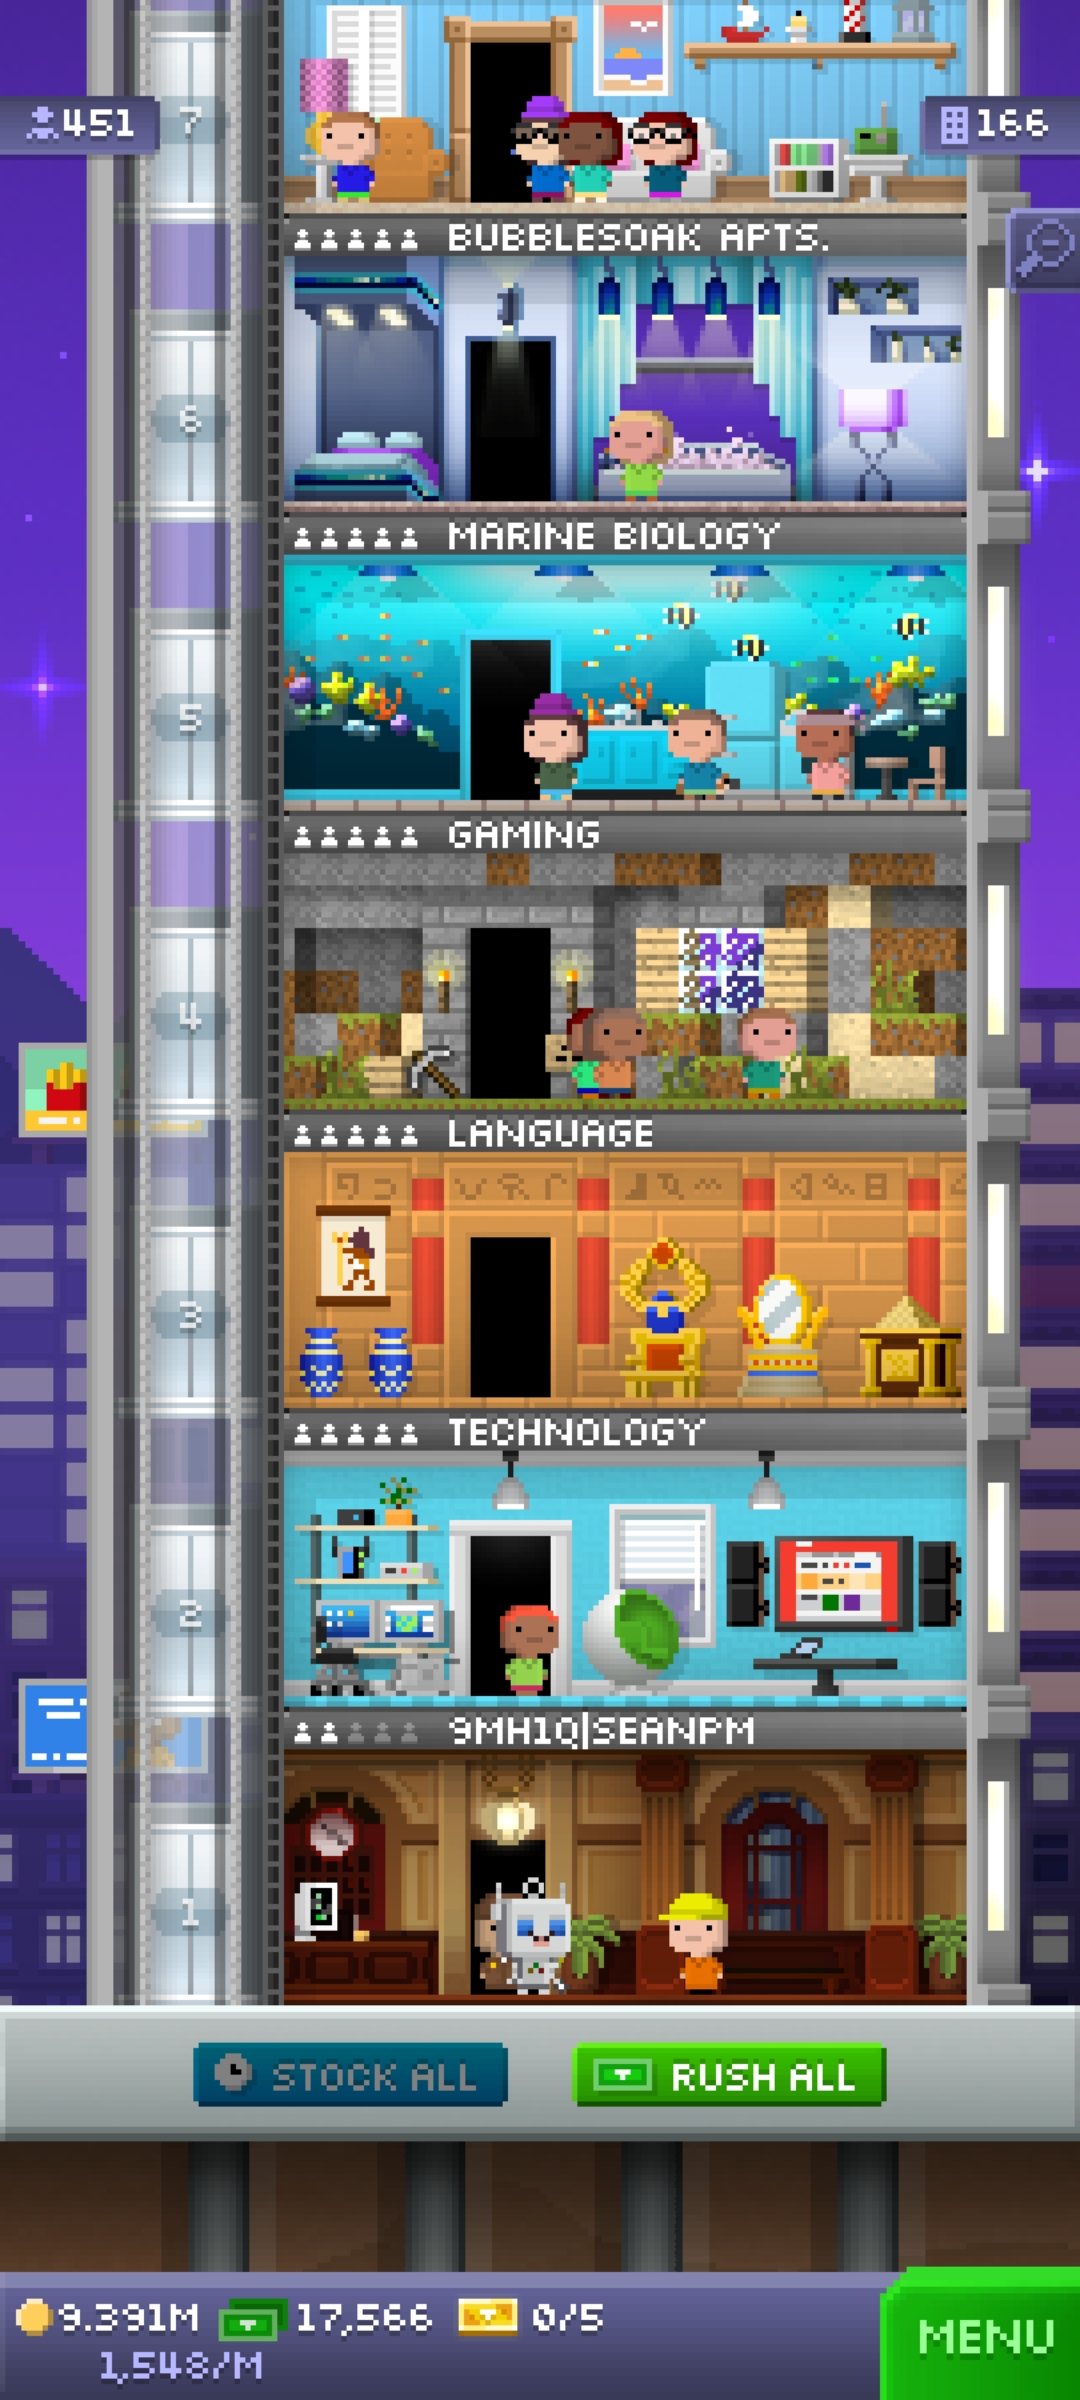 451
7
166
BUBBLESOAK APTS.
6
MARINE BIOLOGY
5
GAMING
4
LANGUAGE
3
TECHNOLOGY
2
9MH1Q|SEANPM
1
STOCK ALL
RUSH ALL
9.391M
17,566
0/5
MENU
1,548/M